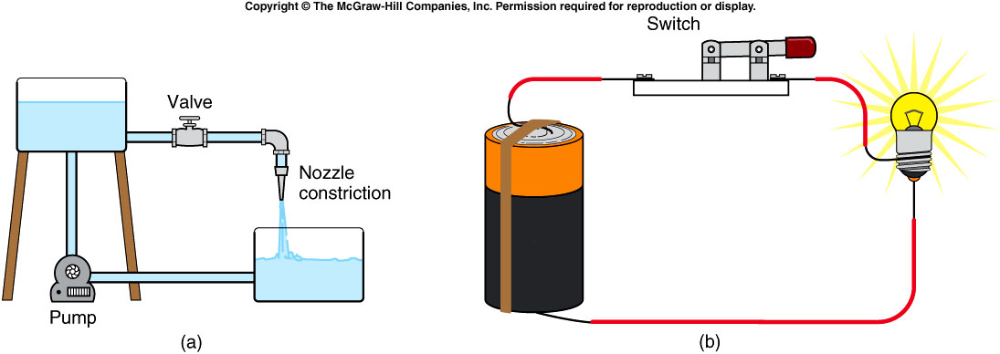 Copyright © The McGraw-Hill Companies, Inc. Permission required for reproduction or display.
Switch
Valve
Nozzle
constriction
Pump
(a)
(b)